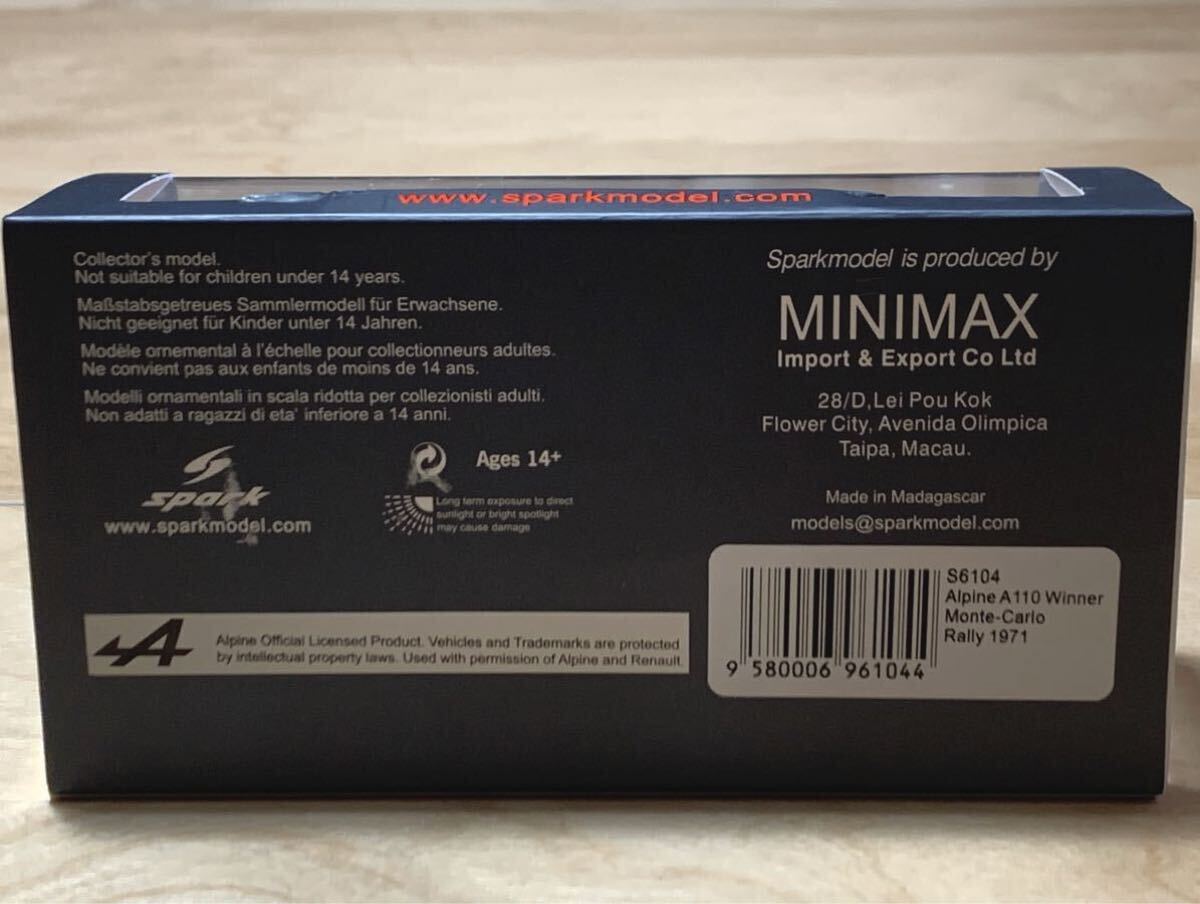 www.sparkmodel.com
Collector's model.
Not suitable for children under 14 years.
Maßstabsgetreues Sammlermodell für Erwachsene.
Nicht geeignet für Kinder unter 14 Jahren.
Modèle ornemental à l'échelle pour collectionneurs adultes.
Ne convient pas aux enfants de moins de 14 ans.
Modelli ornamentali in scala ridotta per collezionisti adulti.
Non adatti a ragazzi di eta' inferiore a 14 anni.
spark
www.sparkmodel.com
Ages 14+
Long term exposure to direct
sunlight or bright spotlight
may cause damage
Alpine Official Licensed Product. Vehicles and Trademarks are protected
by intellectual property laws. Used with permission of Alpine and Renault.
Sparkmodel is produced by
MINIMAX
Import & Export Co Ltd
28/D,Lei Pou Kok
Flower City, Avenida Olimpica
Taipa, Macau.
Made in Madagascar
models@sparkmodel.com
S6104
Alpine A110 Winner
Monte-Carlo
Rally 1971
9 580006 961044